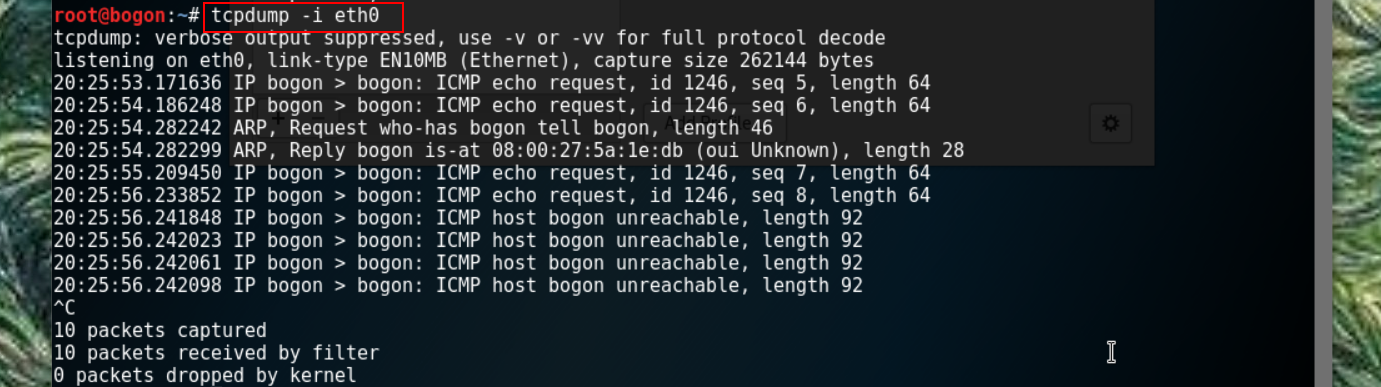 root@bogon:~# tcpdump -i eth0
tcpdump: verbose output suppressed, use -v or -vv for full protocol decode
listening on eth0, link-type EN10MB (Ethernet), capture size 262144 bytes
20:25:53.171636 IP bogon > bogon: ICMP echo request, id 1246, seq 5, length 64
20:25:54.186248 IP bogon > bogon: ICMP echo request, id 1246, seq 6, length 64
20:25:54.282242 ARP, Request who-has bogon tell bogon, length 46
20:25:54.282299 ARP, Reply bogon is-at 08:00:27:5a:1e:db (oui Unknown), length 28
20:25:55.209450 IP bogon > bogon: ICMP echo request, id 1246, seq 7, length 64
20:25:56.233852 IP bogon > bogon: ICMP echo request, id 1246, seq 8, length 64
20:25:56.241848 IP bogon > bogon: ICMP host bogon unreachable, length 92
20:25:56.242023 IP bogon > bogon: ICMP host bogon unreachable, length 92
20:25:56.242061 IP bogon > bogon: ICMP host bogon unreachable, length 92
20:25:56.242098 IP bogon > bogon: ICMP host bogon unreachable, length 92
^C
10 packets captured
10 packets received by filter
0 packets dropped by kernel